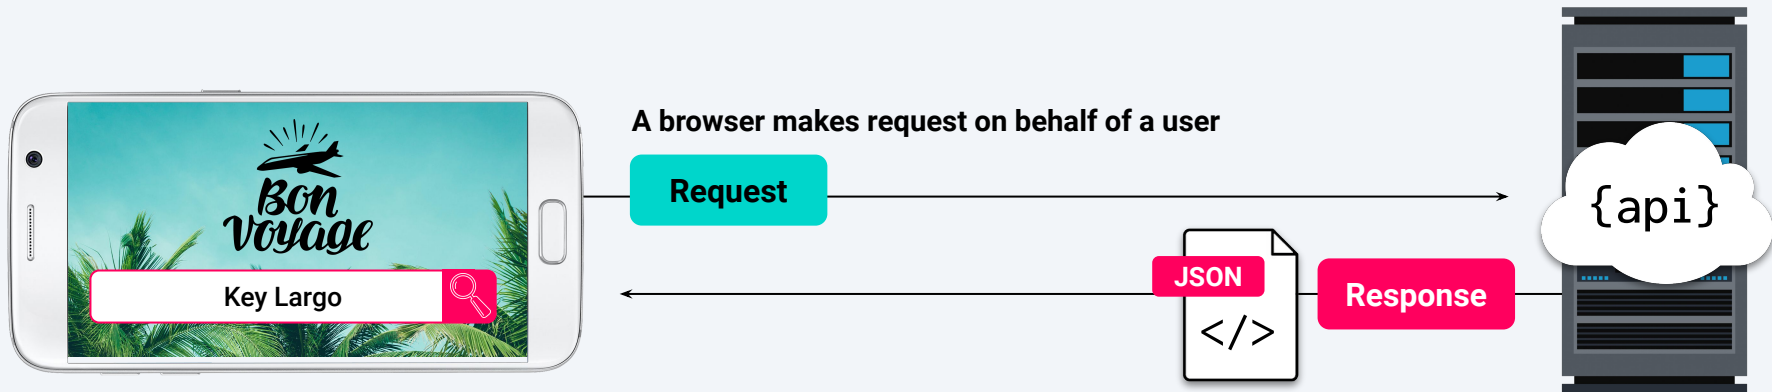 A browser makes request on behalf of a user
Bon
Voyage
Key Largo
Request
{api}
JSON
</>
Response